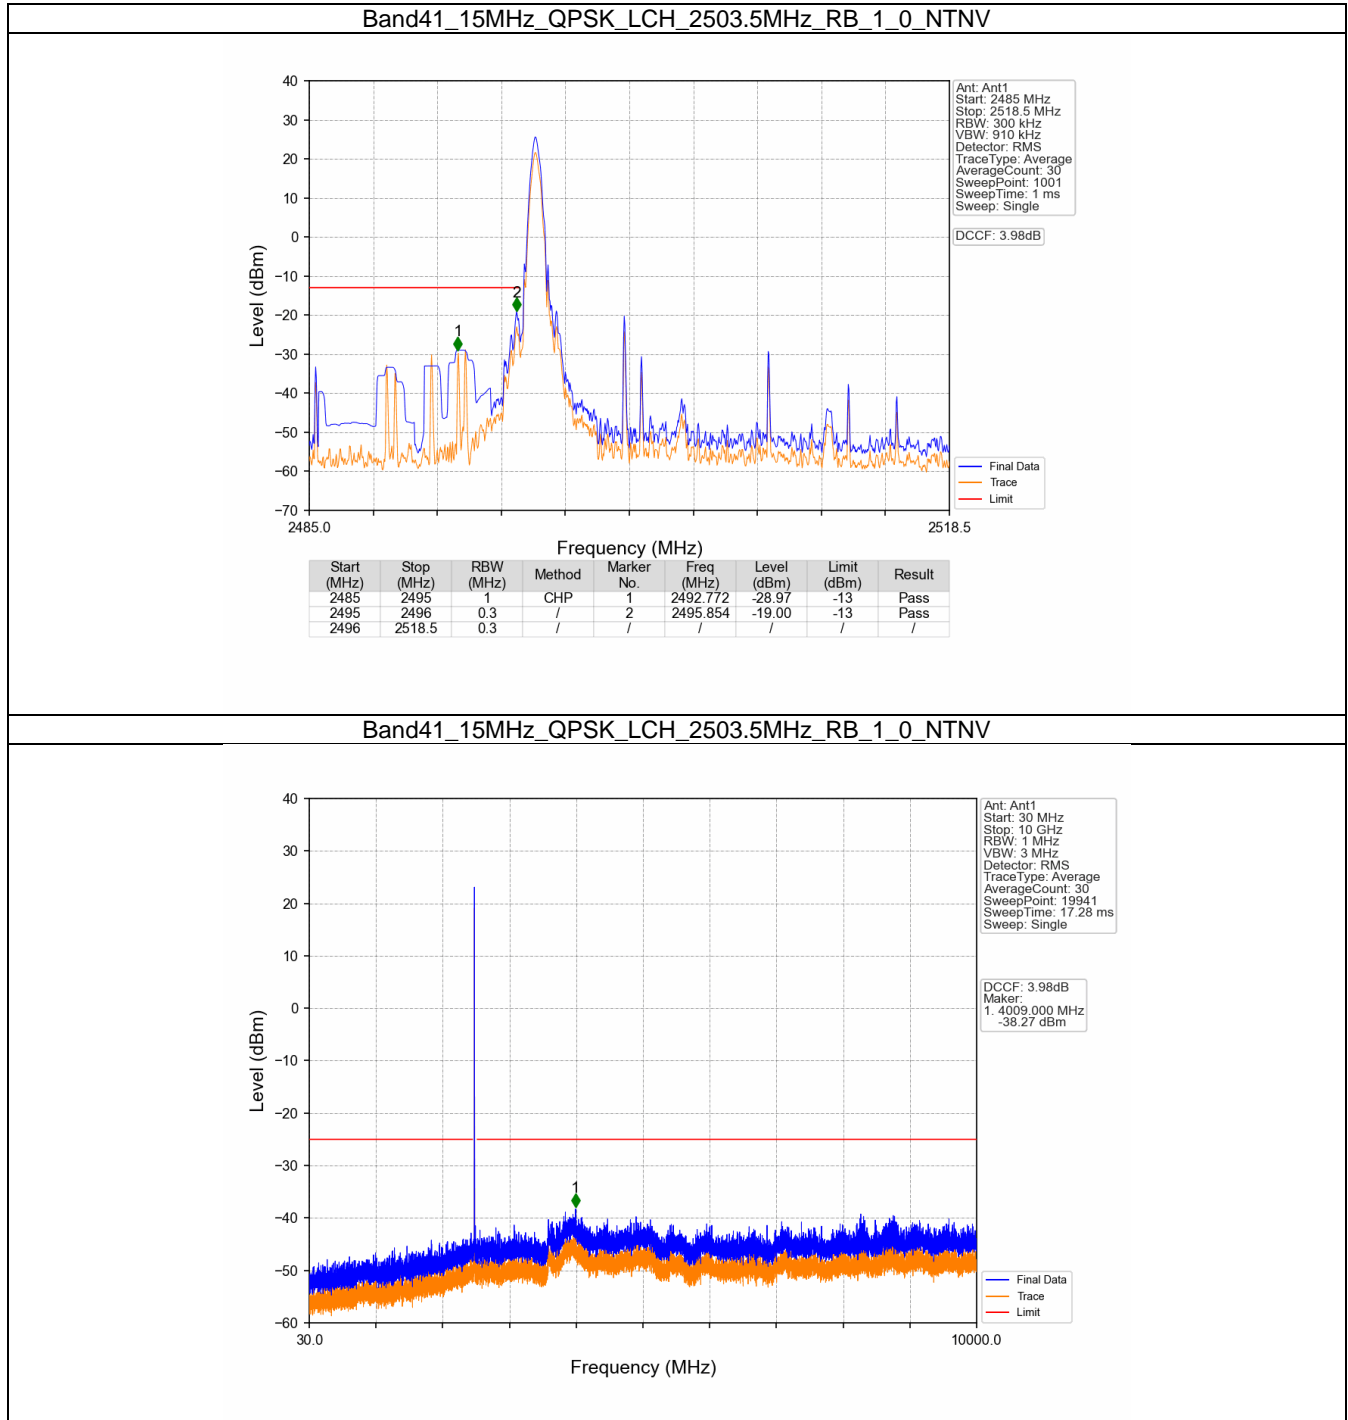 Band41_15MHz_QPSK_LCH_2503.5MHz_RB_1_0_NTNV
40
30
20
10
0
−10
−20
−30
−40
−50
−60
−70
Level (dBm)
1
2
2485.0
2518.5
Frequency (MHz)
Ant: Ant1
Start: 2485 MHz
Stop: 2518.5 MHz
RBW: 300 kHz
VBW: 910 kHz
Detector: RMS
TraceType: Average
AverageCount: 30
SweepPoint: 1001
SweepTime: 1 ms
Sweep: Single
DCCF: 3.98dB
Final Data
Trace
Limit
Start (MHz) Stop (MHz) RBW (MHz) Method Marker No. Freq (MHz) Level (dBm) Limit (dBm) Result
2485 2495 1 CHP 1 2492.772 -28.97 -13 Pass
2495 2496 0.3 / 2 2495.854 -19.00 -13 Pass
2496 2518.5 0.3 / / / / / /
Band41_15MHz_QPSK_LCH_2503.5MHz_RB_1_0_NTNV
40
30
20
10
0
−10
−20
−30
−40
−50
−60
Level (dBm)
1
30.0
10000.0
Frequency (MHz)
Ant: Ant1
Start: 30 MHz
Stop: 10 GHz
RBW: 1 MHz
VBW: 3 MHz
Detector: RMS
TraceType: Average
AverageCount: 30
SweepPoint: 19941
SweepTime: 17.28 ms
Sweep: Single
DCCF: 3.98dB
Maker:
1. 4009.000 MHz
-38.27 dBm
Final Data
Trace
Limit